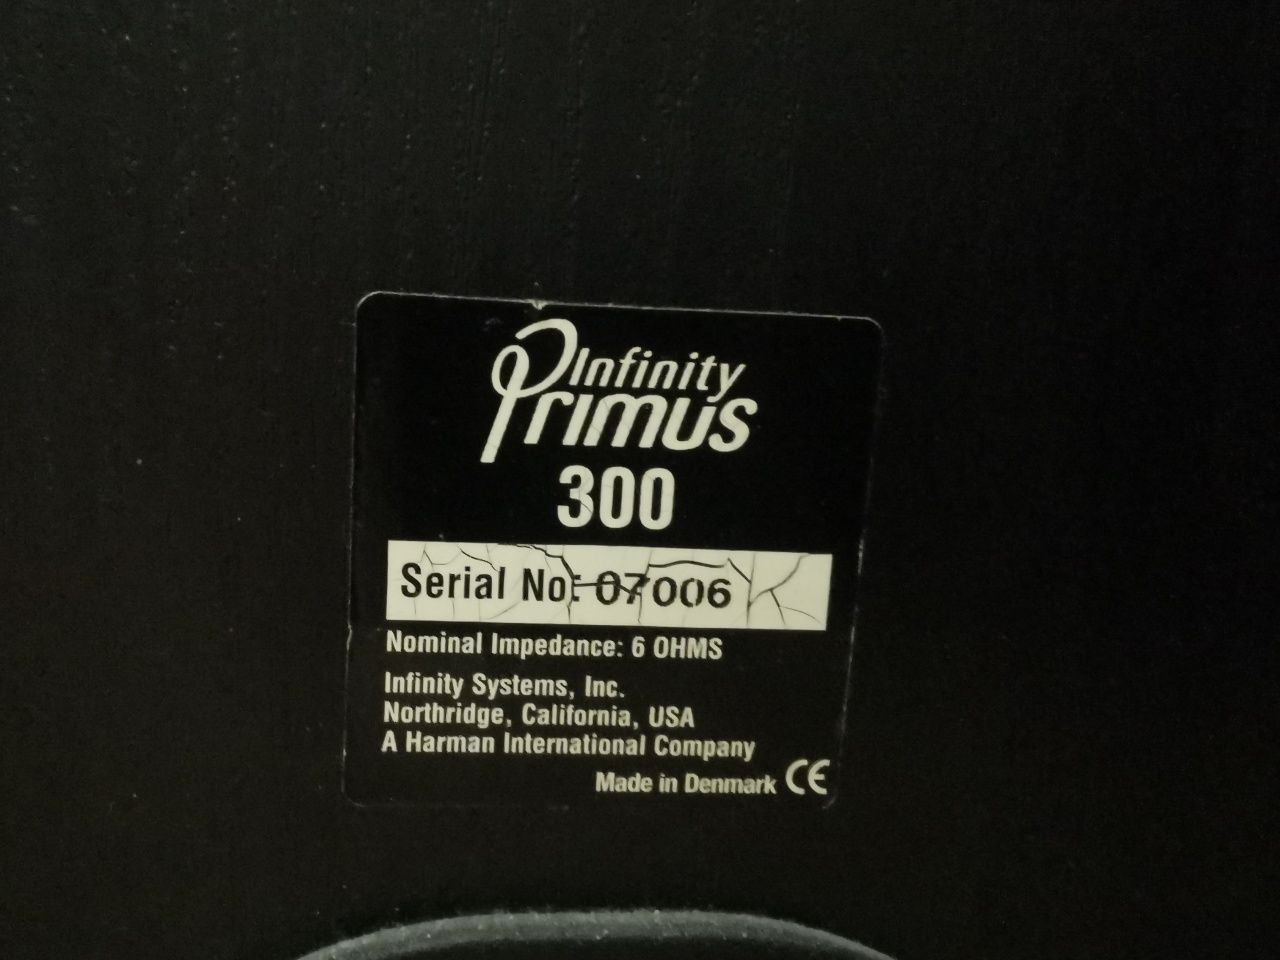 Infinity
Primus
300
Serial No: 07006
Nominal Impedance: 6 OHMS
Infinity Systems, Inc.
Northridge, California, USA
A Harman International Company
Made in Denmark CE